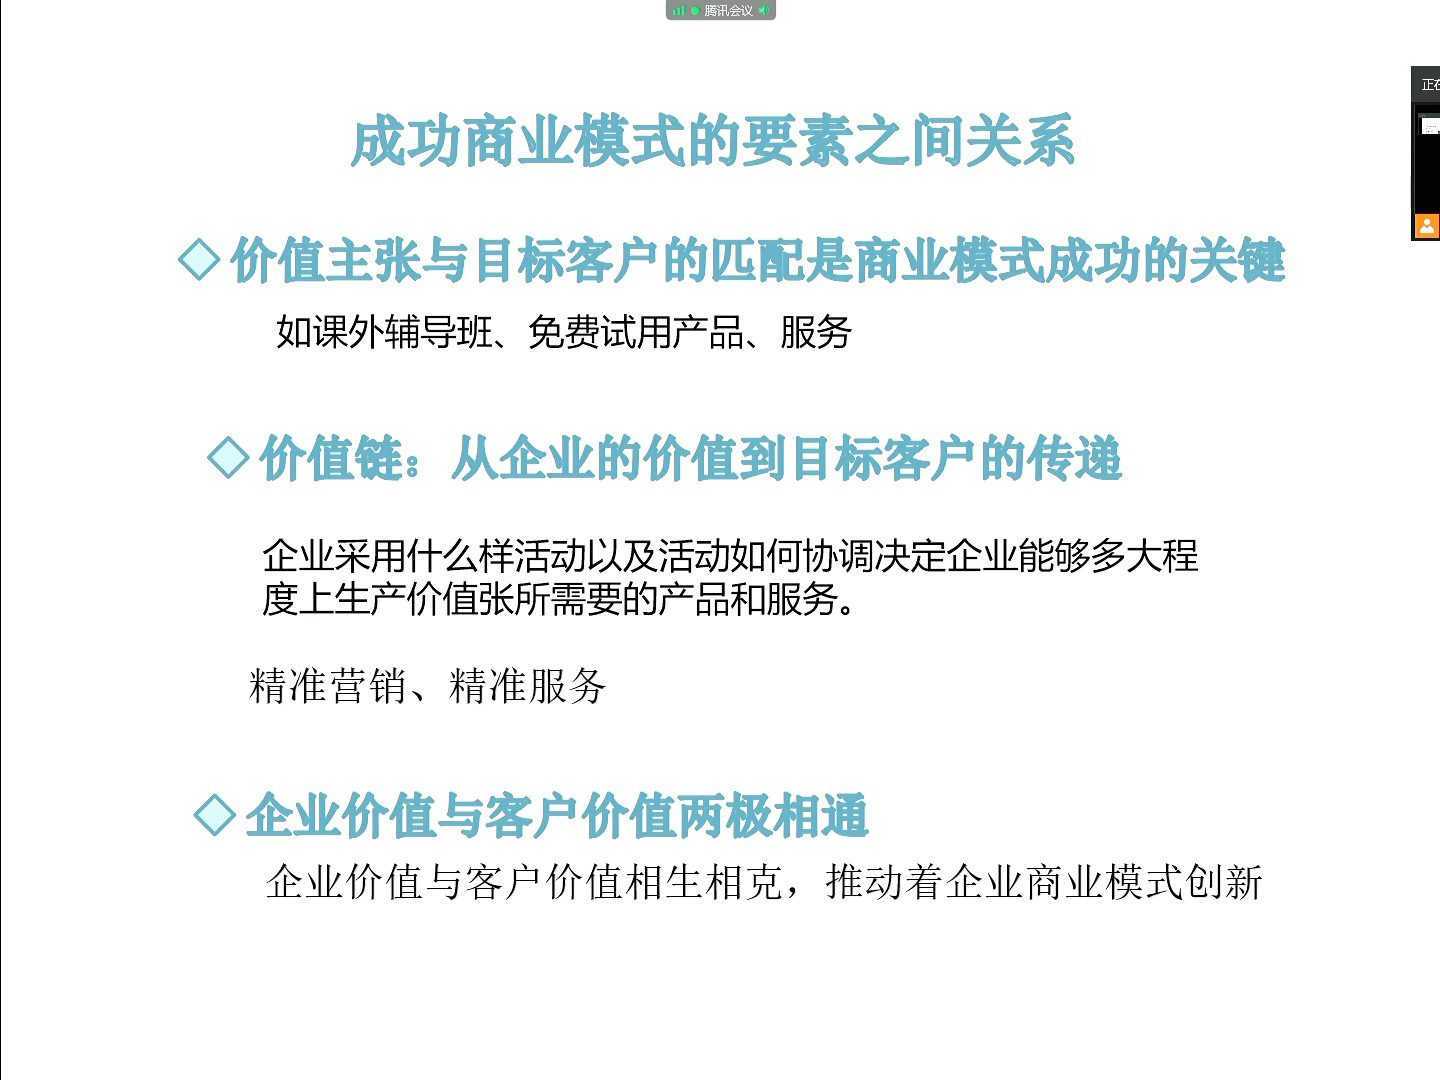 腾讯会议
正在
成功商业模式的要素之间关系
价值主张与目标客户的匹配是商业模式成功的关键
如课外辅导班、免费试用产品、服务
价值链：从企业的价值到目标客户的传递
企业采用什么样活动以及活动如何协调决定企业能够多大程
度上生产价值张所需要的产品和服务。
精准营销、精准服务
企业价值与客户价值两极相通
企业价值与客户价值相生相克，推动着企业商业模式创新